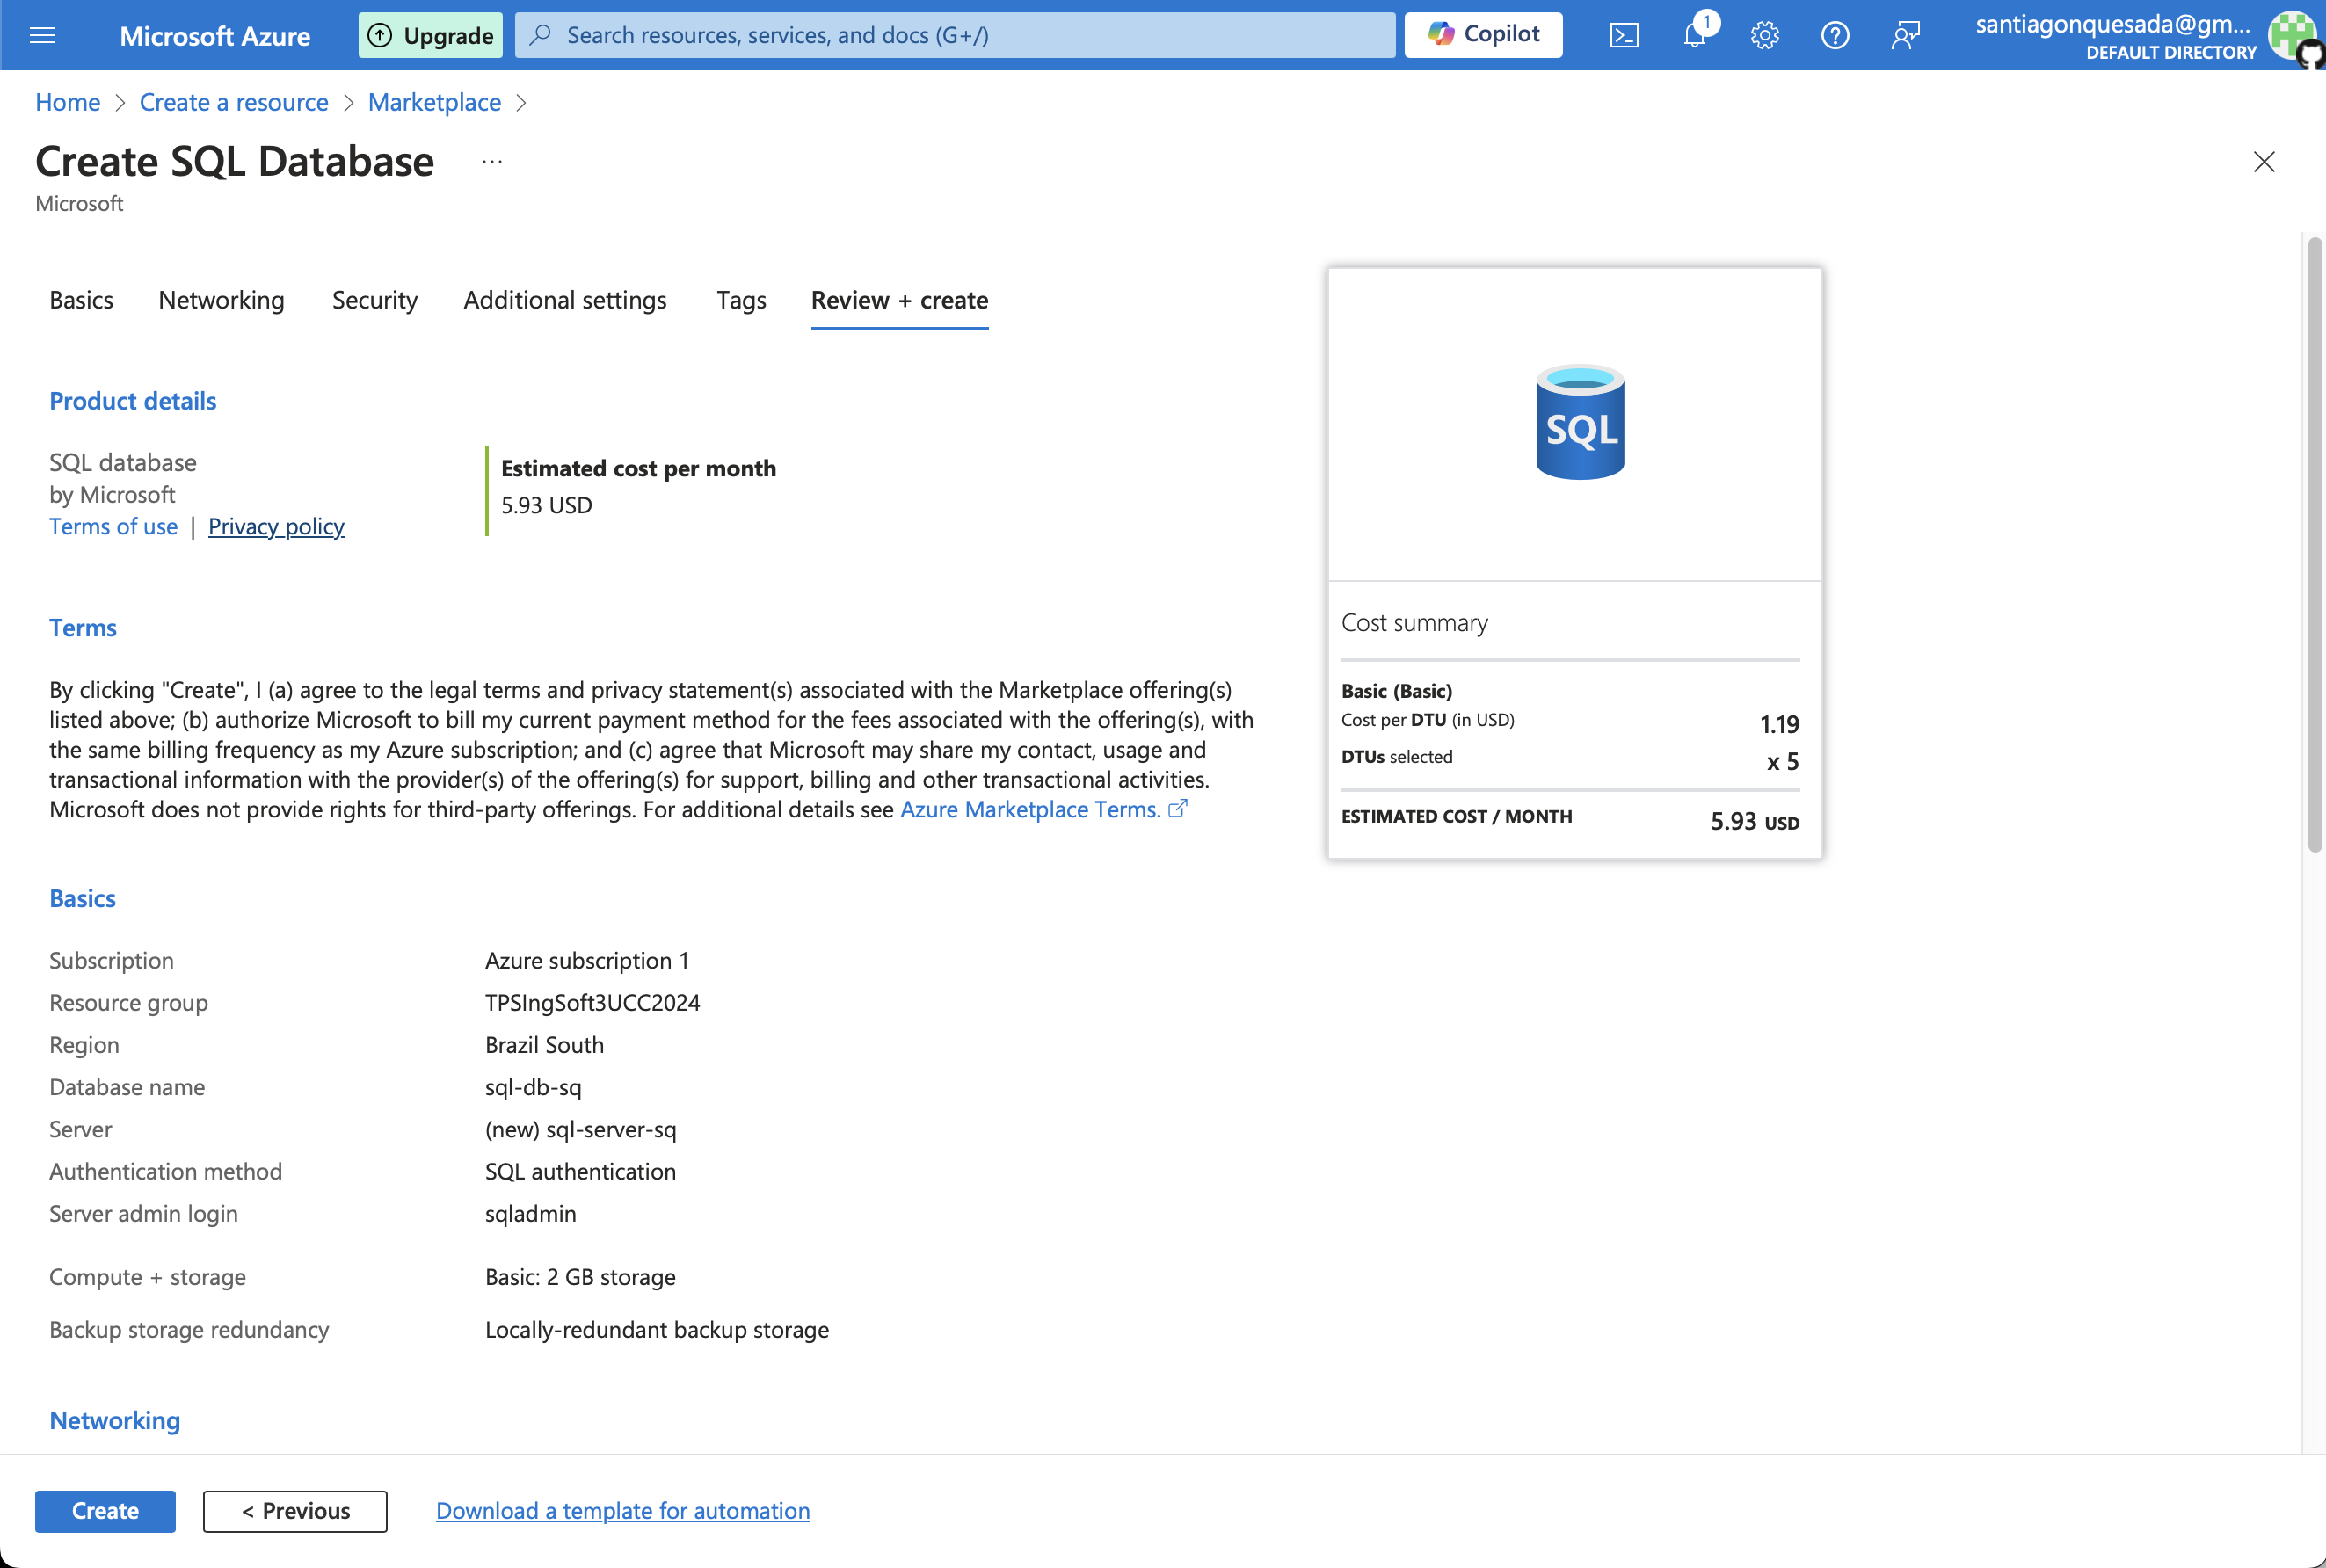 Microsoft Azure
Upgrade
Search resources, services, and docs (G+/)
Copilot
1
santiagonquesada@gm...
DEFAULT DIRECTORY
Home > Create a resource > Marketplace >
Create SQL Database ...
Microsoft
Basics Networking Security Additional settings Tags Review + create
Product details
SQL database
by Microsoft
Terms of use | Privacy policy
Estimated cost per month
5.93 USD
Terms
By clicking "Create", I (a) agree to the legal terms and privacy statement(s) associated with the Marketplace offering(s)
listed above; (b) authorize Microsoft to bill my current payment method for the fees associated with the offering(s), with
the same billing frequency as my Azure subscription; and (c) agree that Microsoft may share my contact, usage and
transactional information with the provider(s) of the offering(s) for support, billing and other transactional activities.
Microsoft does not provide rights for third-party offerings. For additional details see Azure Marketplace Terms.
Basics
Subscription Azure subscription 1
Resource group TPSIngSoft3UCC2024
Region Brazil South
Database name sql-db-sq
Server (new) sql-server-sq
Authentication method SQL authentication
Server admin login sqladmin
Compute + storage Basic: 2 GB storage
Backup storage redundancy Locally-redundant backup storage
Networking
SQL
Cost summary
Basic (Basic)
Cost per DTU (in USD) 1.19
DTUs selected x 5
ESTIMATED COST / MONTH 5.93 USD
Create
< Previous
Download a template for automation